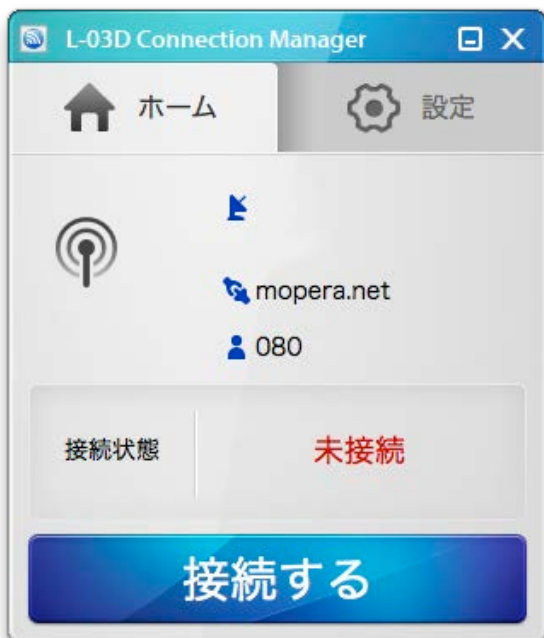 L-03D Connection Manager
ホーム
設定
mopera.net
080
接続状態
未接続
接続する